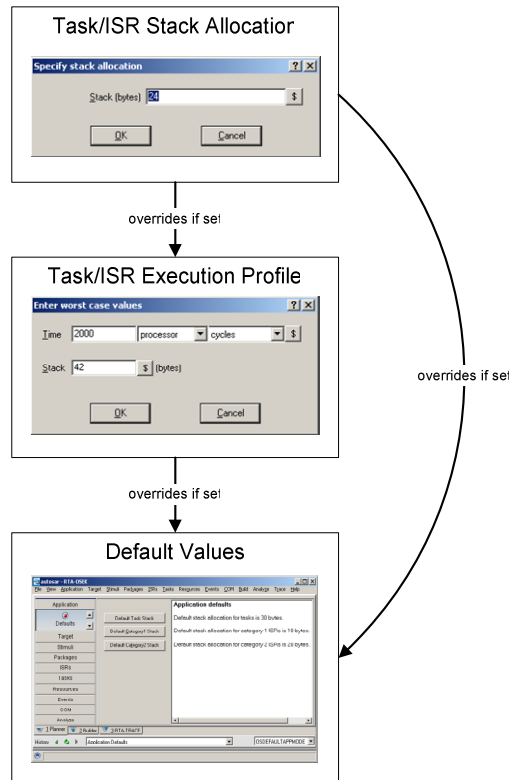 Task/ISR Stack Allocation
Specify stack allocation
Stack (bytes) 24 $
OK Cancel
overrides if set
Task/ISR Execution Profile
Enter worst case values
Time 2000 processor cycles $
Stack 42 $ (bytes)
OK Cancel
overrides if set
overrides if set
Default Values
autosar - RTA-OSEK
File View Application Target Stimuli Packages ISRs Tasks Resources Events COM Build Analyze Trace Help
Application
Defaults
Target
Stimuli
Packages
ISRs
Tasks
Resources
Events
COM
Analyze
Default Task Stack
Default Category1 Stack
Default Category2 Stack
Application defaults
Default stack allocation for tasks is 30 bytes.
Default stack allocation for category 1 ISRs is 10 bytes.
Default stack allocation for category 2 ISRs is 20 bytes.
1 Planner 2 Builder 3 RTA-TRACE
History Application Defaults OSDEFAULTAPPMODE